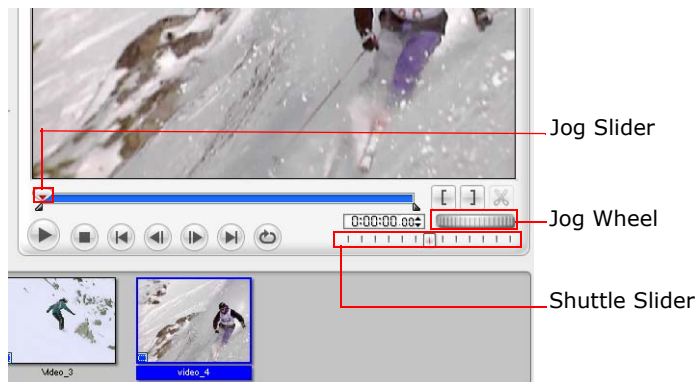 Jog Slider
[ ]
0:00:00.00
Jog Wheel
Shuttle Slider
Video_3
video_4